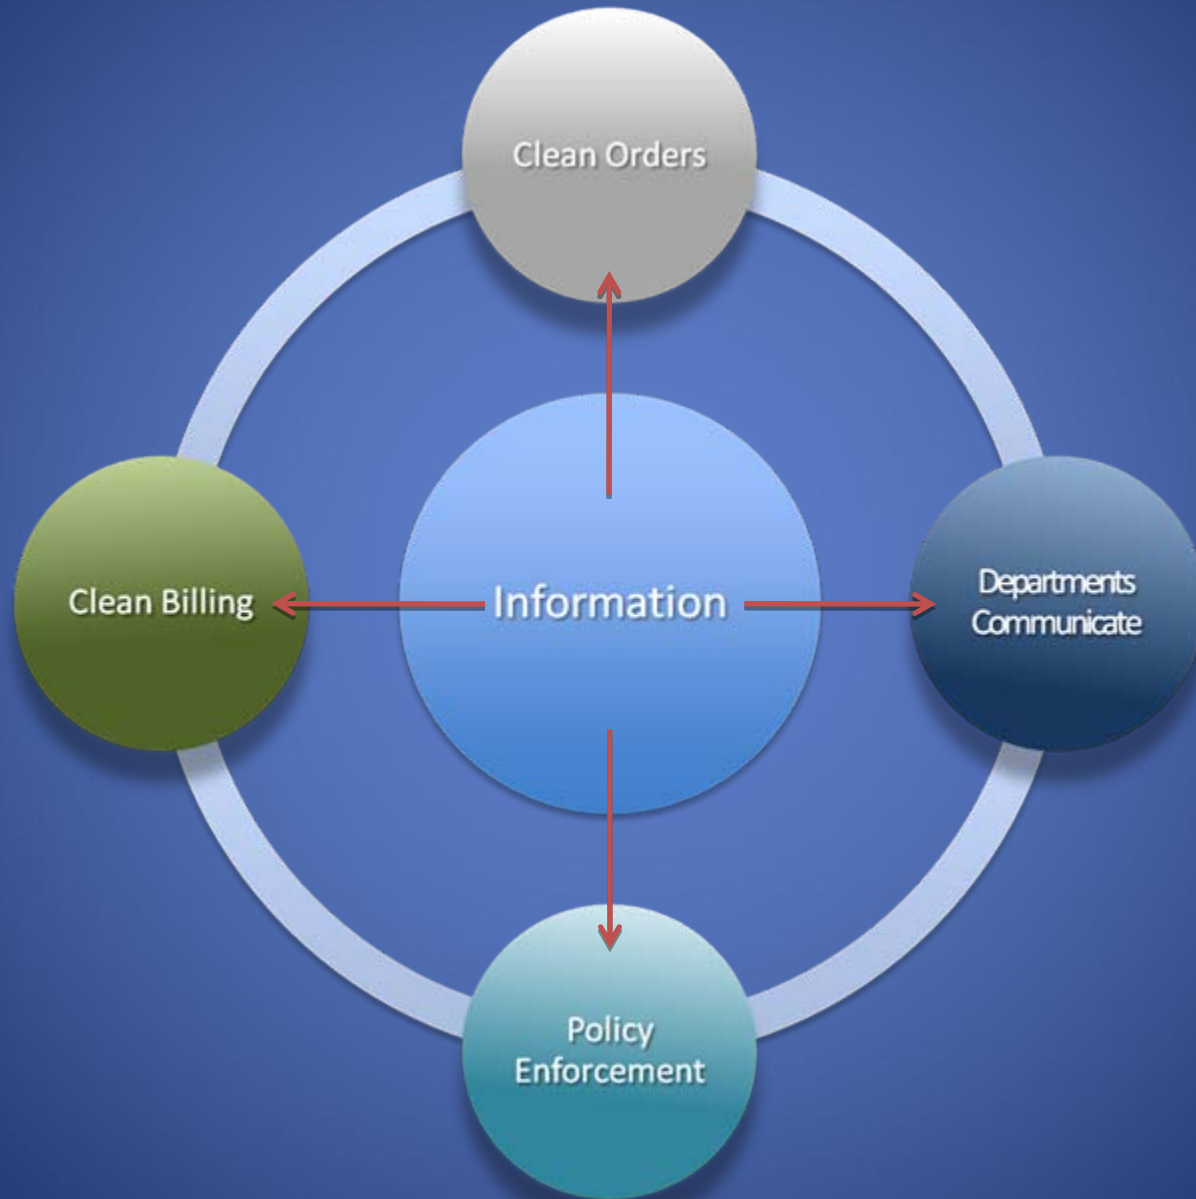 Clean Orders
Clean Billing
Information
Departments
Communicate
Policy
Enforcement